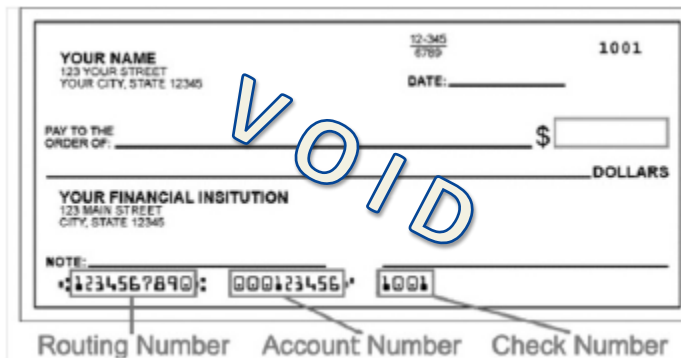 YOUR NAME
123 YOUR STREET
YOUR CITY, STATE 12345
12-345
6789
1001
DATE:
PAY TO THE
ORDER OF:
$
DOLLARS
VOID
YOUR FINANCIAL INSITUTION
123 MAIN STREET
CITY, STATE 12345
NOTE:
⑆1234567890⑆ 000123456⑈ 1001
Routing Number Account Number Check Number